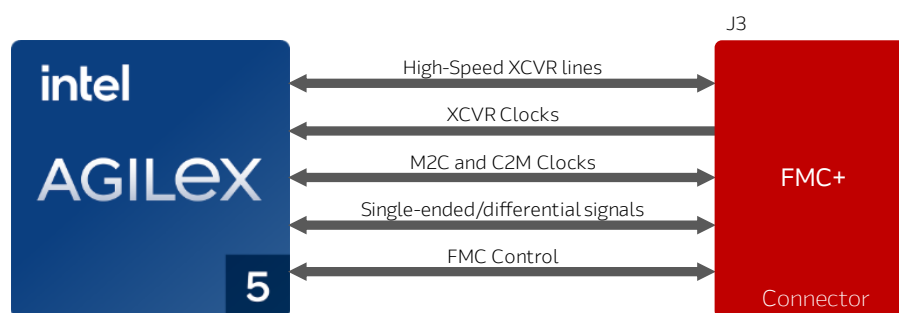 J3
intel
AGILEX
5
High-Speed XCVR lines
XCVR Clocks
M2C and C2M Clocks
Single-ended/differential signals
FMC Control
FMC+
Connector